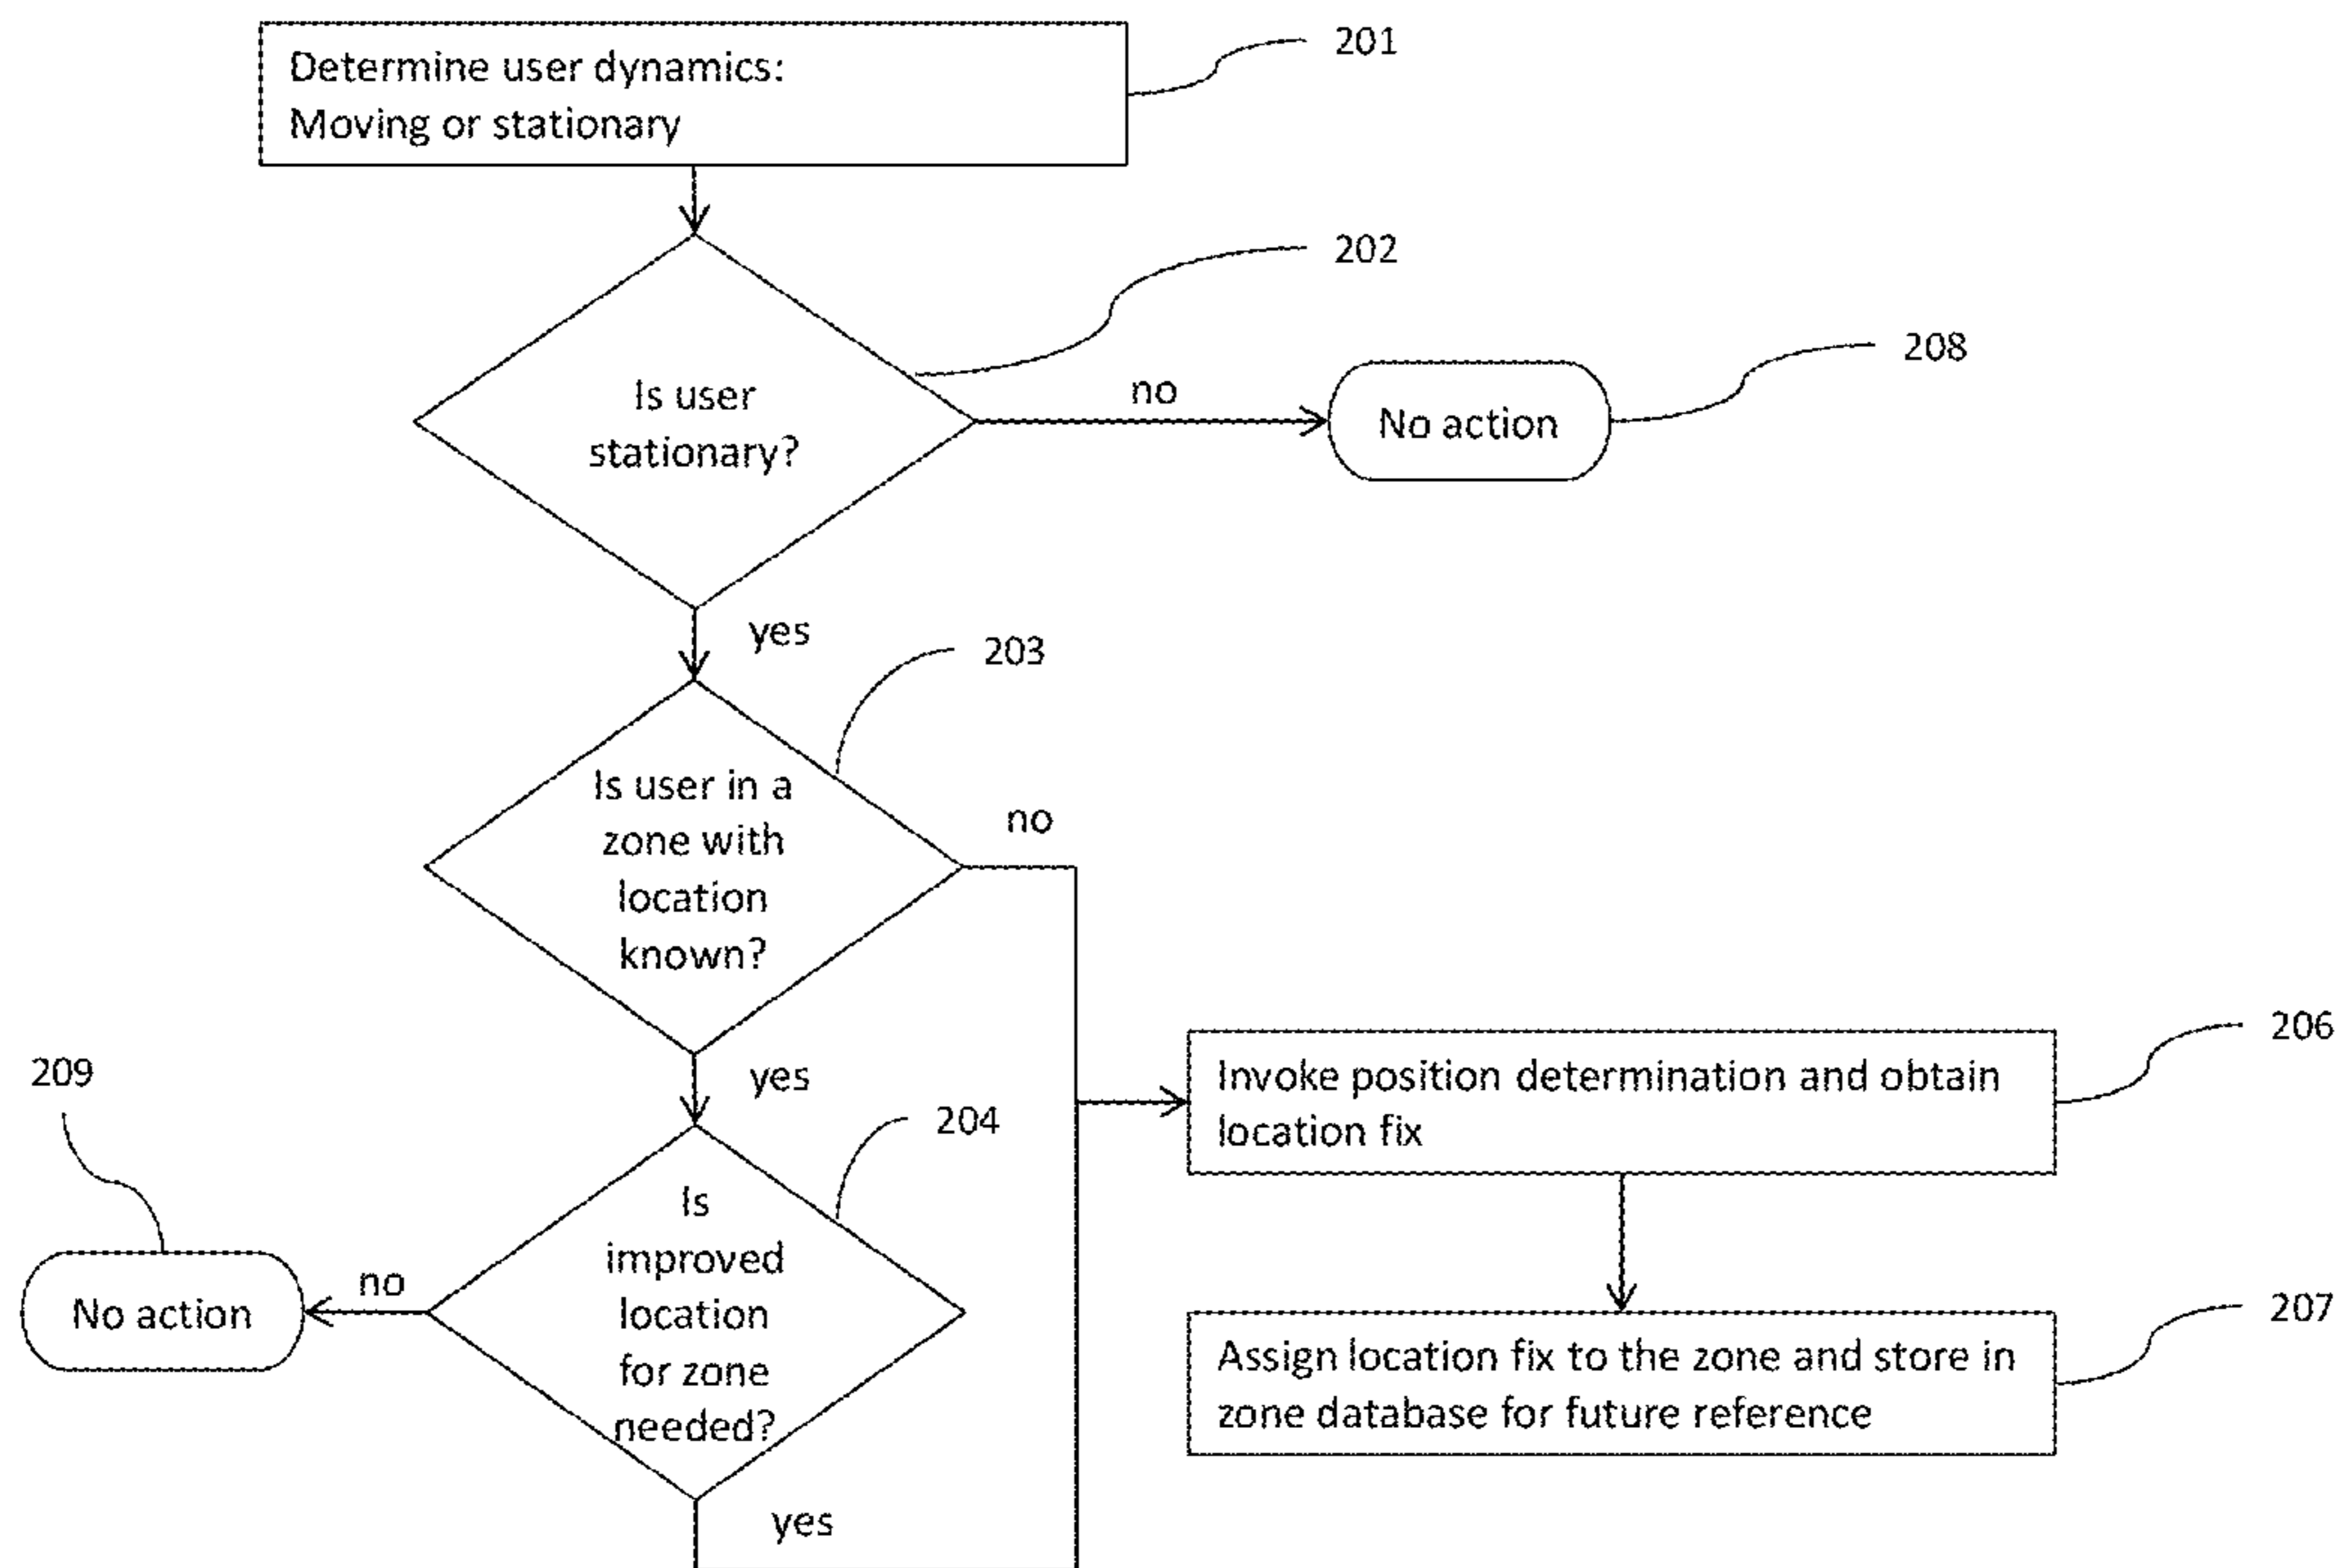 Determine user dynamics:
Moving or stationary
201
202
Is user
stationary?
no
No action
208
yes
203
Is user in a
zone with
location
known?
no
yes
204
Is
improved
location
for zone
needed?
209
no
No action
yes
206
Invoke position determination and obtain
location fix
207
Assign location fix to the zone and store in
zone database for future reference